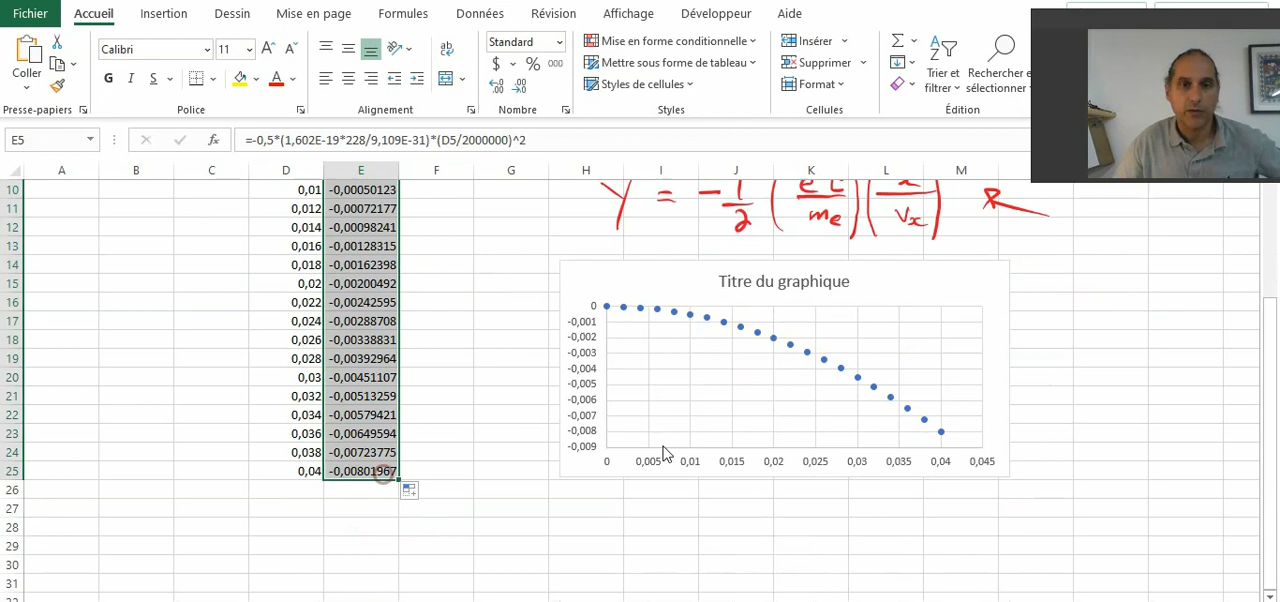 Fichier Accueil Insertion Dessin Mise en page Formules Données Révision Affichage Développeur Aide
Coller
Calibri 11
G I S A
Standard
$ % 000
Mise en forme conditionnelle
Mettre sous forme de tableau
Styles de cellules
Insérer
Supprimer
Format
Trier et filtrer
Rechercher e
sélectionner
Presse-papiers Police Alignement Nombre Styles Cellules Édition
E5 fx =-0,5*(1,602E-19*228/9,109E-31)*(D5/2000000)^2
A B C D E F G H I J K L M
10 0,01 -0,00050123
11 0,012 -0,00072177
12 0,014 -0,00098241
13 0,016 -0,00128315
14 0,018 -0,00162398
15 0,02 -0,00200492
16 0,022 -0,00242595
17 0,024 -0,00288708
18 0,026 -0,00338831
19 0,028 -0,00392964
20 0,03 -0,00451107
21 0,032 -0,00513259
22 0,034 -0,00579421
23 0,036 -0,00649594
24 0,038 -0,00723775
25 0,04 -0,00801967
26
27
28
29
30
31
Y = -1/2 (e / me) ( / Vx)
Titre du graphique
0
-0,001
-0,002
-0,003
-0,004
-0,005
-0,006
-0,007
-0,008
-0,009
0 0,005 0,01 0,015 0,02 0,025 0,03 0,035 0,04 0,045